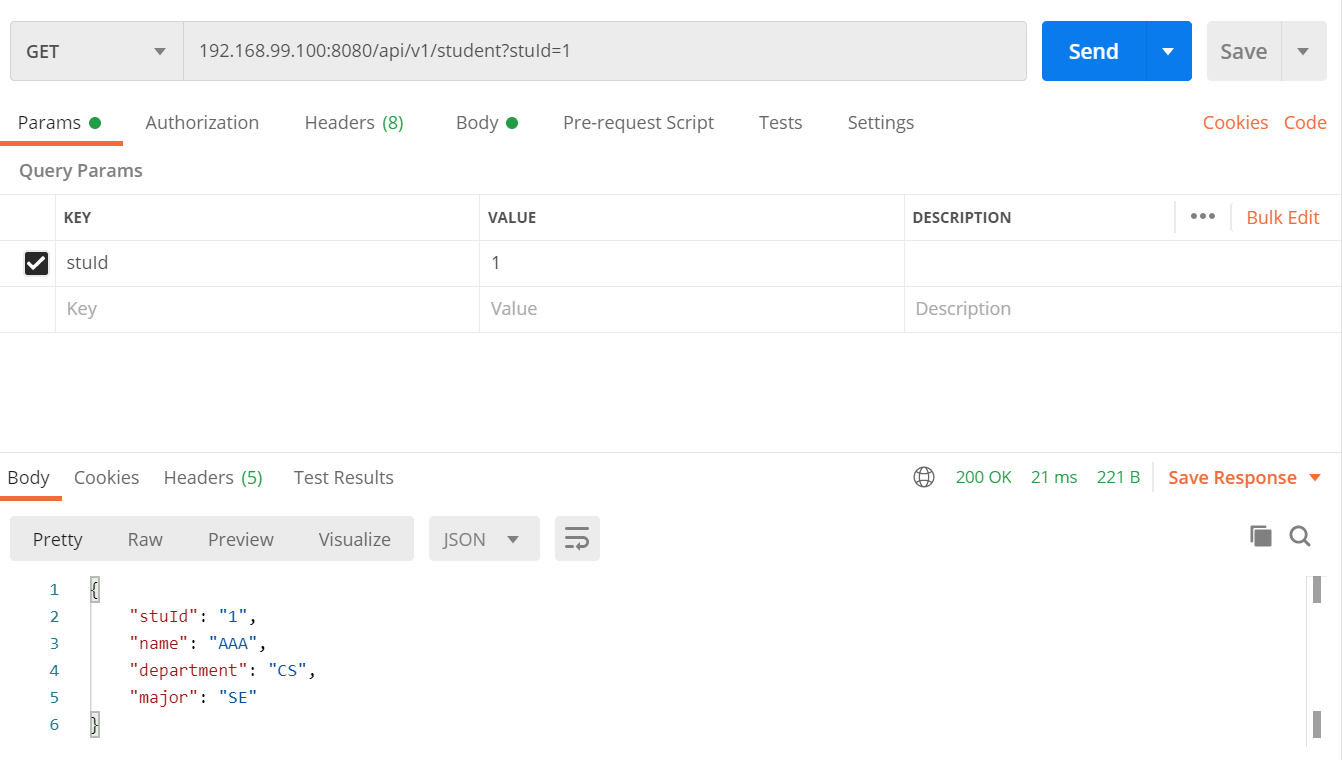 GET 192.168.99.100:8080/api/v1/student?stuId=1 Send Save
Params Authorization Headers (8) Body Pre-request Script Tests Settings Cookies Code
Query Params
KEY VALUE DESCRIPTION ••• Bulk Edit
stuId 1
Key Value Description
Body Cookies Headers (5) Test Results 200 OK 21 ms 221 B Save Response
Pretty Raw Preview Visualize JSON
1 {
2 "stuId": "1",
3 "name": "AAA",
4 "department": "CS",
5 "major": "SE"
6 }